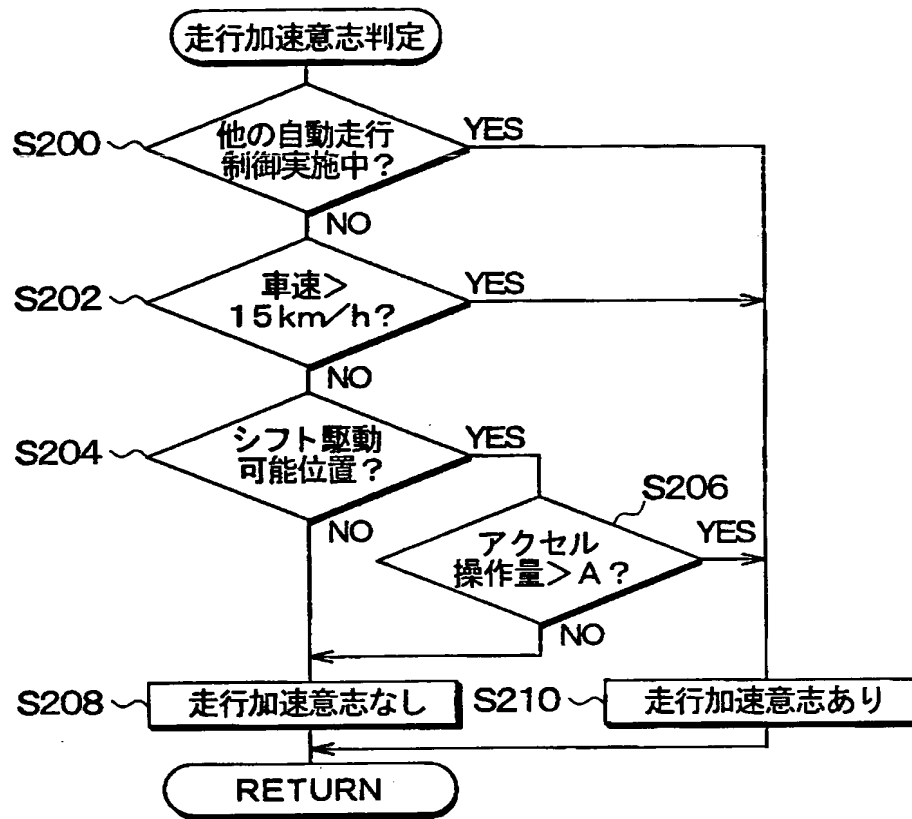 走行加速意志判定
S200
他の自動走行
制御実施中?
YES
NO
S202
車速>
15km/h?
YES
NO
S204
シフト駆動
可能位置?
YES
NO
S206
アクセル
操作量>A?
YES
NO
S208
走行加速意志なし
S210
走行加速意志あり
RETURN